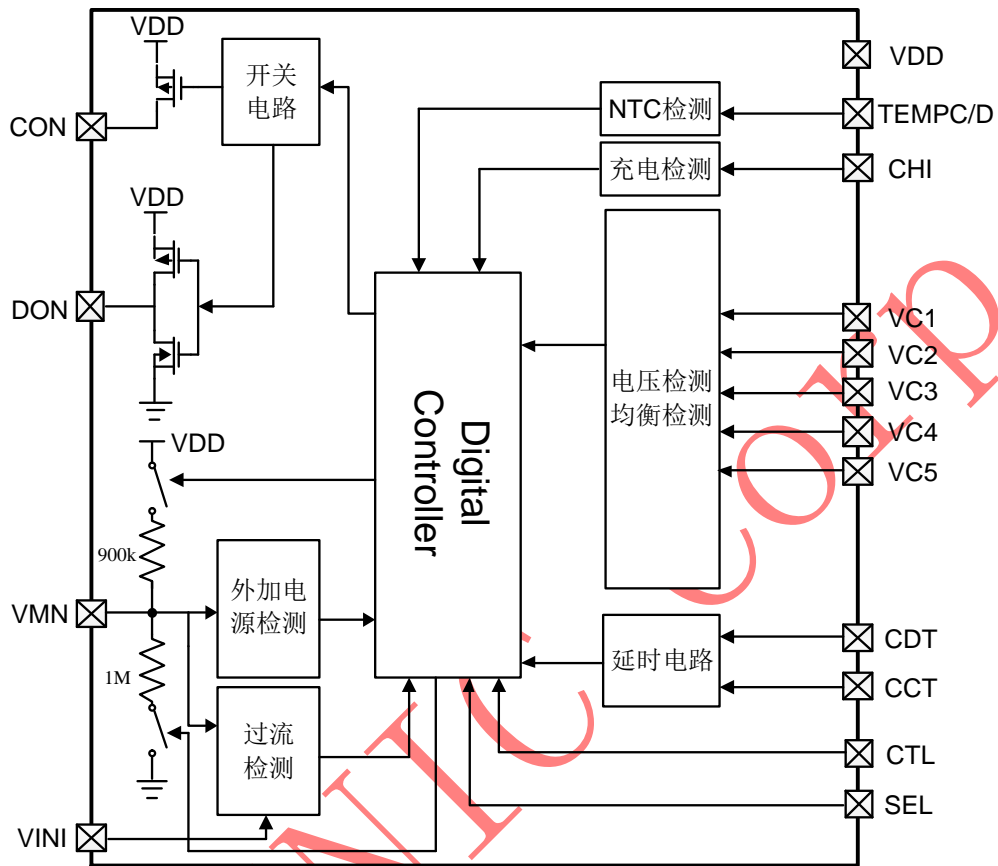 VDD
开关
电路
CON
VDD
DON
VDD
900k
VMN
1M
VINI
外加电
源检测
过流
检测
Digital
Controller
NTC检测
充电检测
电压检测
均衡检测
延时电路
VDD
TEMPC/D
CHI
VC1
VC2
VC3
VC4
VC5
CDT
CCT
CTL
SEL
NIC Corp